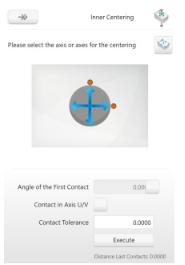 Inner Centering
Please select the axis or axes for the centering
Angle of the First Contact 0.00
Contact in Axis U/V
Contact Tolerance 0.0000
Execute
Distance Last Contacts 0.0000